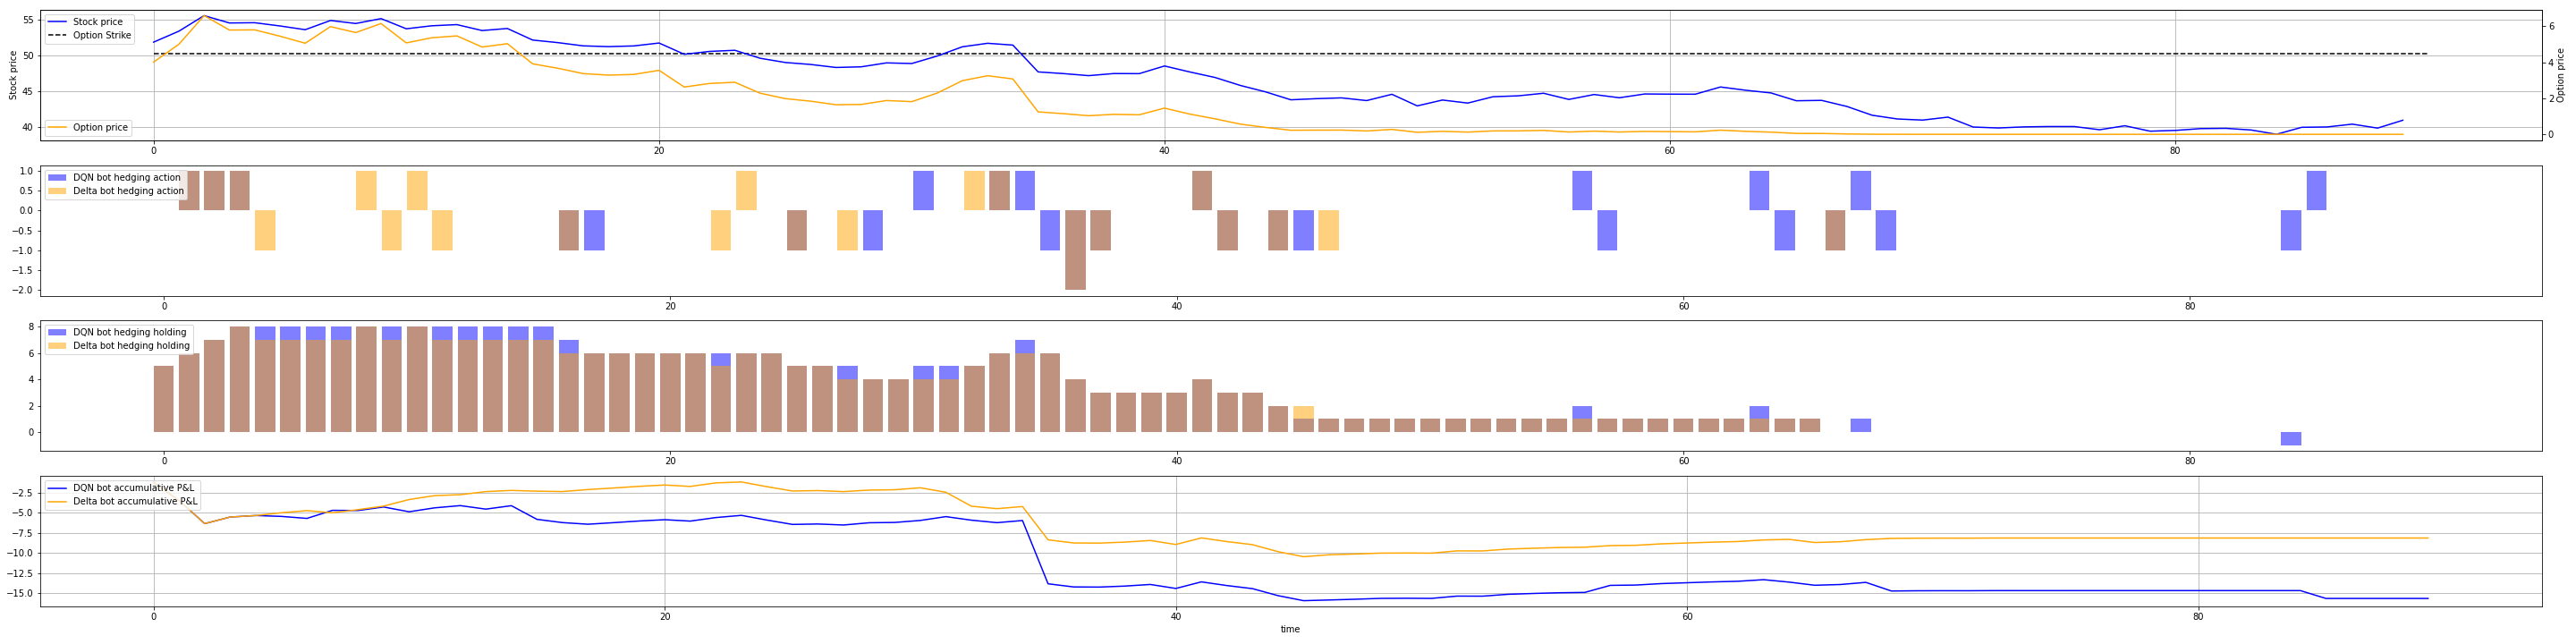 Stock price
Option Strike
Option price
55
50
45
40
Stock price
6
4
2
0
Option price
0 20 40 60 80
DQN bot hedging action
Delta bot hedging action
1.0
0.5
0.0
−0.5
−1.0
−1.5
−2.0
0 20 40 60 80
DQN bot hedging holding
Delta bot hedging holding
8
6
4
2
0
0 20 40 60 80
DQN bot accumulative P&L
Delta bot accumulative P&L
−2.5
−5.0
−7.5
−10.0
−12.5
−15.0
0 20 40 60 80
time